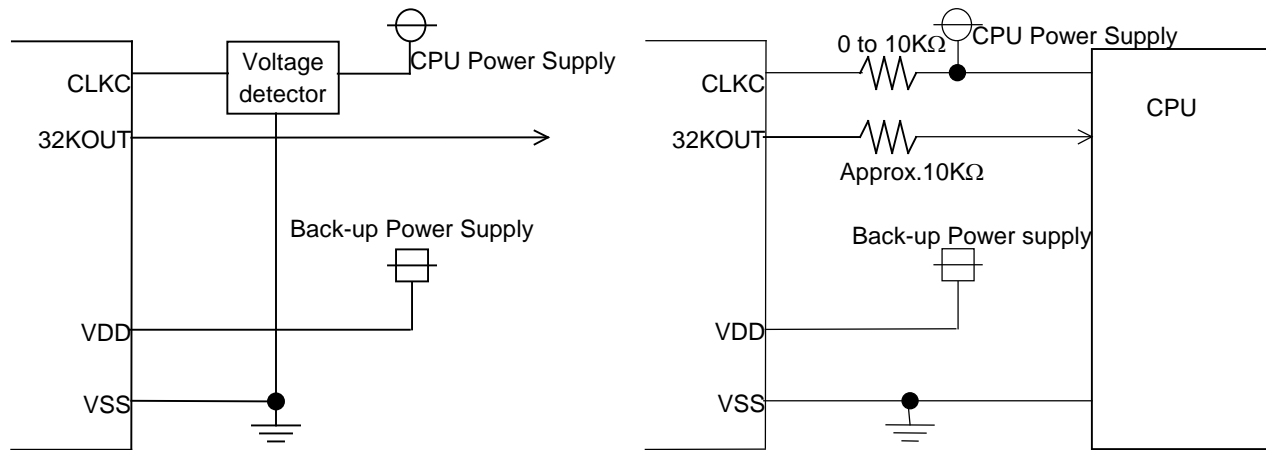 CLKC
Voltage
detector
CPU Power Supply
32KOUT
Back-up Power Supply
VDD
VSS
0 to 10KΩ
CPU Power Supply
CLKC
CPU
32KOUT
Approx.10KΩ
Back-up Power supply
VDD
VSS